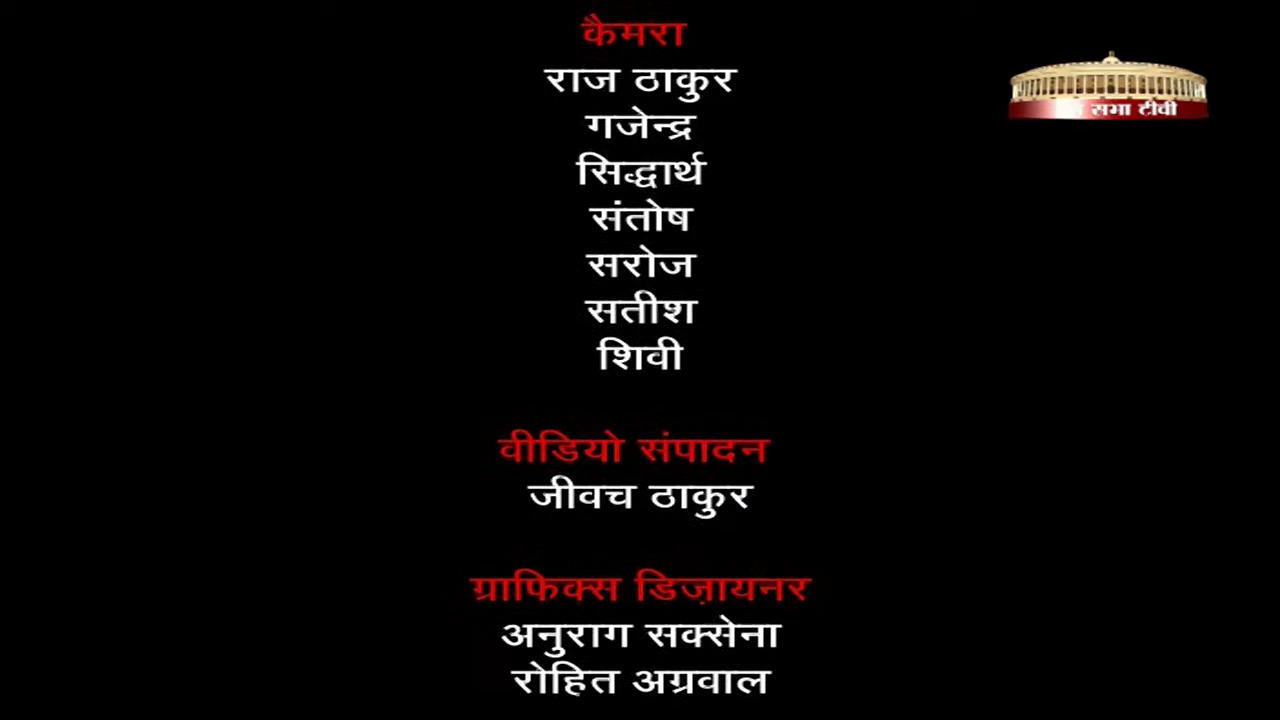 कैमरा
राज ठाकुर
गजेन्द्र
सिद्धार्थ
संतोष
सरोज
सतीश
शिवी
वीडियो संपादन
जीवच ठाकुर
ग्राफिक्स डिज़ायनर
अनुराग सक्सेना
रोहित अग्रवाल
सभा टीवी